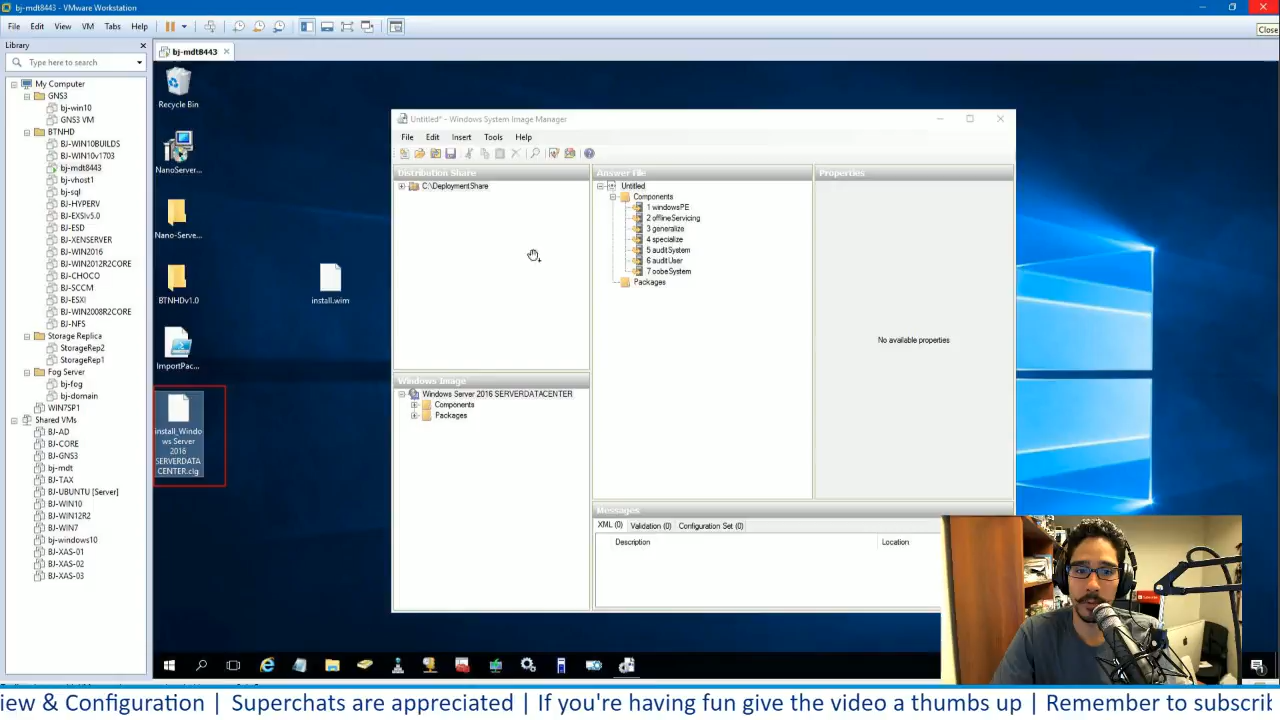 bj-mdt8443 - VMware Workstation
File Edit View VM Tabs Help
Close
Library
Type here to search
My Computer
GNS3
bj-win10
GNS3 VM
BTNHD
BJ-WIN10BUILDS
BJ-WIN10v1703
bj-mdt8443
bj-vhost1
bj-sql
BJ-HYPERV
BJ-EXSIv5.0
BJ-ESD
BJ-XENSERVER
BJ-WIN2016
BJ-WIN2012R2CORE
BJ-CHOCO
BJ-SCCM
BJ-ESXI
BJ-WIN2008R2CORE
BJ-NFS
Storage Replica
StorageRep2
StorageRep1
Fog Server
bj-fog
bj-domain
WIN7SP1
Shared VMs
BJ-AD
BJ-CORE
BJ-GNS3
bj-mdt
BJ-TAX
BJ-UBUNTU [Server]
BJ-WIN10
BJ-WIN12R2
BJ-WIN7
bj-windows10
BJ-XAS-01
BJ-XAS-02
BJ-XAS-03
bj-mdt8443
Recycle Bin
NanoServer...
Nano-Serve...
BTNHDv1.0
ImportPac...
install_Windo
ws Server
2016
SERVERDATA
CENTER.clg
install.wim
Untitled* - Windows System Image Manager
File Edit Insert Tools Help
Distribution Share
C:\DeploymentShare
Windows Image
Windows Server 2016 SERVERDATACENTER
Components
Packages
Answer File
Untitled
Components
1 windowsPE
2 offlineServicing
3 generalize
4 specialize
5 auditSystem
6 auditUser
7 oobeSystem
Packages
Properties
No available properties
Messages
XML (0) Validation (0) Configuration Set (0)
Description Location
iew & Configuration | Superchats are appreciated | If you're having fun give the video a thumbs up | Remember to subscrib